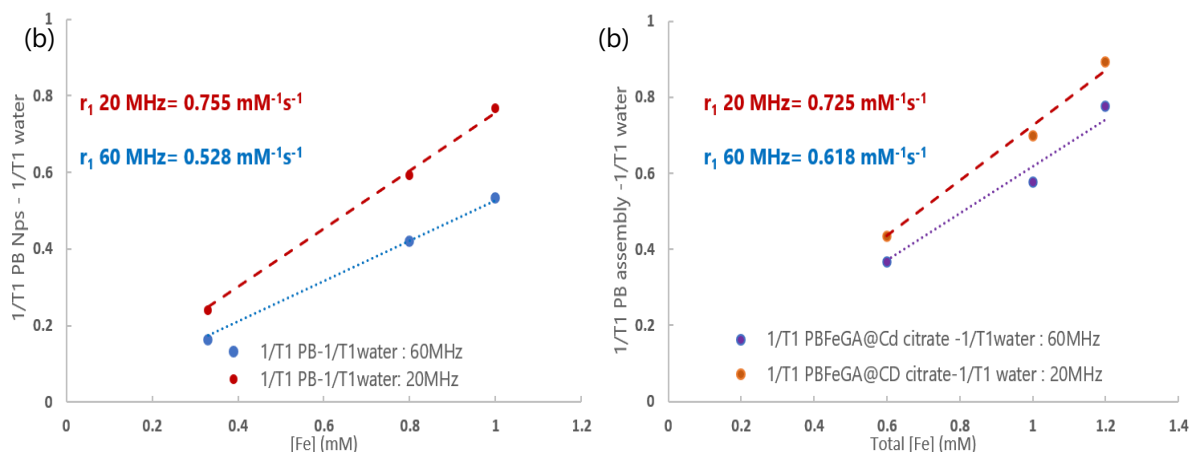 (b)
1/T1 PB Nps - 1/T1 water
1
0.8
0.6
0.4
0.2
0
r₁ 20 MHz= 0.755 mM⁻¹s⁻¹
r₁ 60 MHz= 0.528 mM⁻¹s⁻¹
1/T1 PB-1/T1water : 60MHz
1/T1 PB-1/T1water: 20MHz
0 0.2 0.4 0.6 0.8 1 1.2
[Fe] (mM)
(b)
1/T1 PB assembly -1/T1 water
1
0.8
0.6
0.4
0.2
0
r₁ 20 MHz= 0.725 mM⁻¹s⁻¹
r₁ 60 MHz= 0.618 mM⁻¹s⁻¹
1/T1 PBFeGA@Cd citrate -1/T1water : 60MHz
1/T1 PBFeGA@CD citrate-1/T1 water : 20MHz
0 0.2 0.4 0.6 0.8 1 1.2 1.4
Total [Fe] (mM)